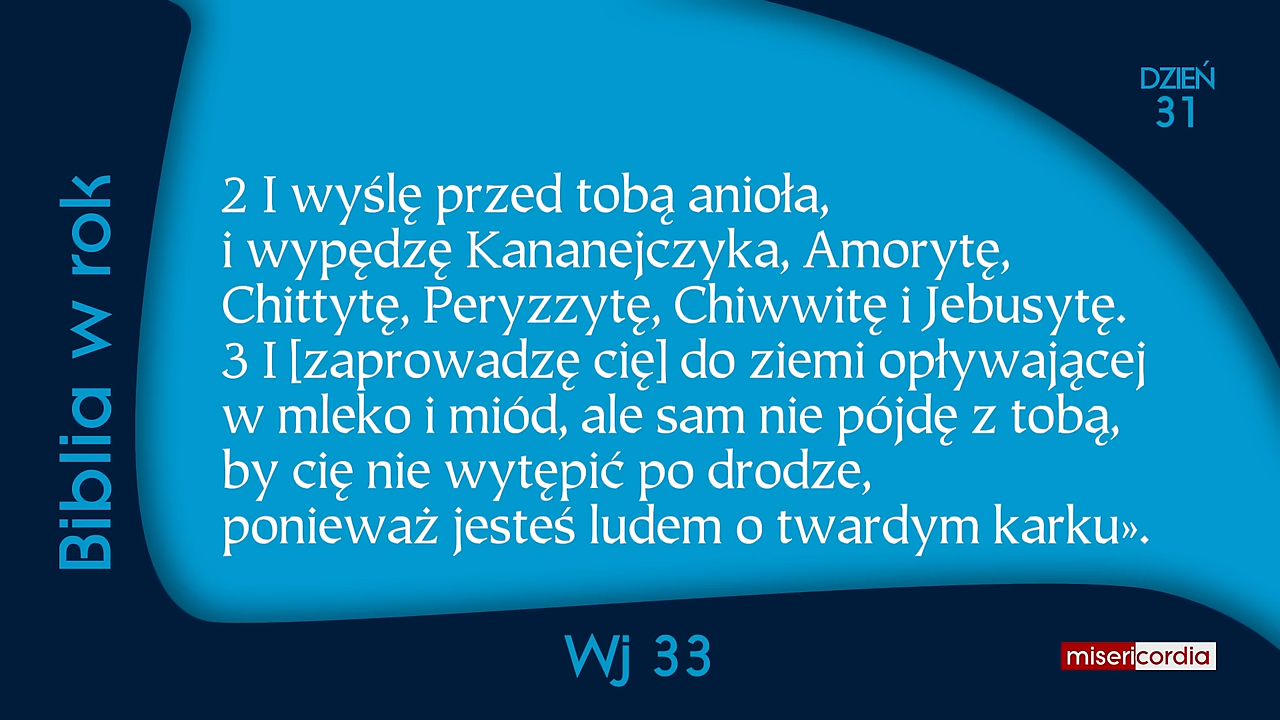 DZIEŃ
31
Biblia w rok
2 I wyślę przed tobą anioła,
i wypędzę Kananejczyka, Amorytę,
Chittytę, Peryzzytę, Chiwwitę i Jebusytę.
3 I [zaprowadzę cię] do ziemi opływającej
w mleko i miód, ale sam nie pójdę z tobą,
by cię nie wytępić po drodze,
ponieważ jesteś ludem o twardym karku».
Wj 33
misericordia